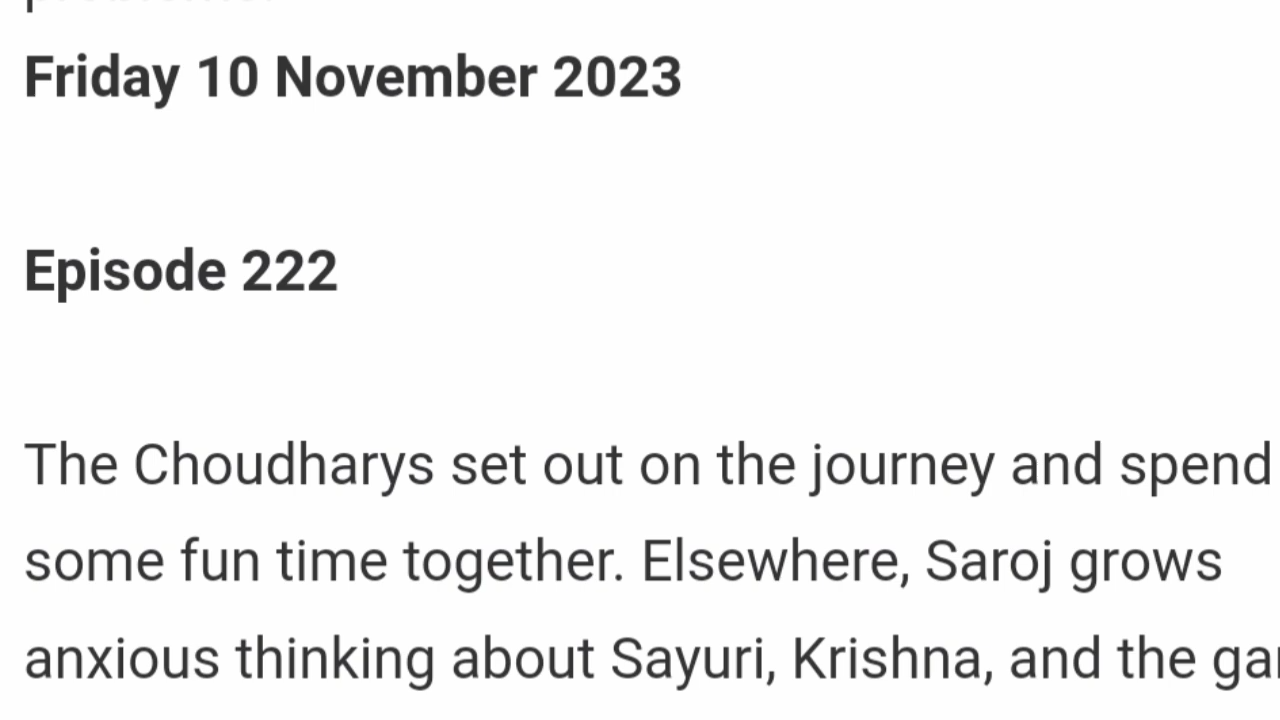 Friday 10 November 2023
Episode 222
The Choudharys set out on the journey and spend
some fun time together. Elsewhere, Saroj grows
anxious thinking about Sayuri, Krishna, and the